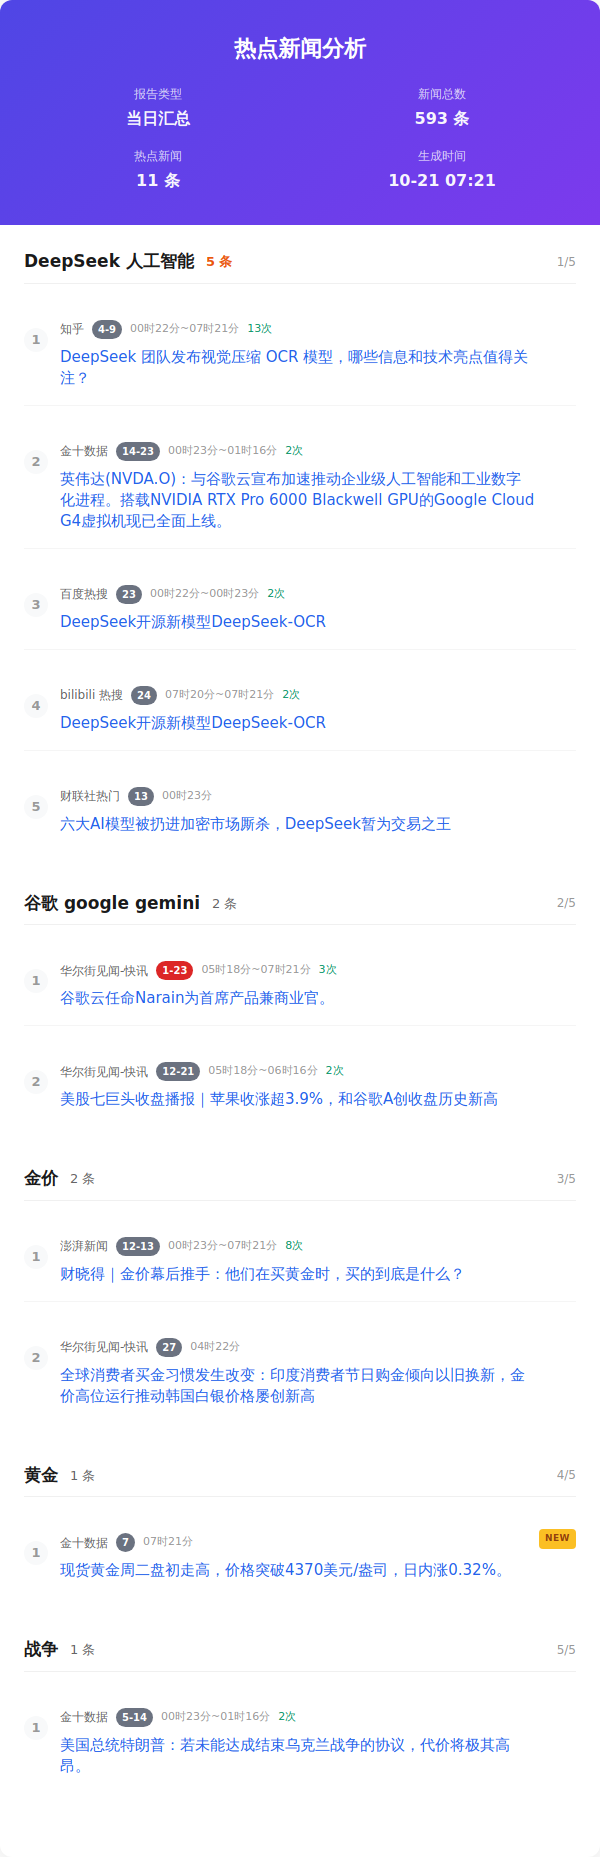 热点新闻分析
报告类型
当日汇总
新闻总数
593 条
热点新闻
11 条
生成时间
10-21 07:21
DeepSeek 人工智能 5 条 1/5
1
知乎 4-9 00时22分~07时21分 13次
DeepSeek 团队发布视觉压缩 OCR 模型，哪些信息和技术亮点值得关
注？
2
金十数据 14-23 00时23分~01时16分 2次
英伟达(NVDA.O)：与谷歌云宣布加速推动企业级人工智能和工业数字
化进程。搭载NVIDIA RTX Pro 6000 Blackwell GPU的Google Cloud
G4虚拟机现已全面上线。
3
百度热搜 23 00时22分~00时23分 2次
DeepSeek开源新模型DeepSeek-OCR
4
bilibili 热搜 24 07时20分~07时21分 2次
DeepSeek开源新模型DeepSeek-OCR
5
财联社热门 13 00时23分
六大AI模型被扔进加密市场厮杀，DeepSeek暂为交易之王
谷歌 google gemini 2 条 2/5
1
华尔街见闻-快讯 1-23 05时18分~07时21分 3次
谷歌云任命Narain为首席产品兼商业官。
2
华尔街见闻-快讯 12-21 05时18分~06时16分 2次
美股七巨头收盘播报｜苹果收涨超3.9%，和谷歌A创收盘历史新高
金价 2 条 3/5
1
澎湃新闻 12-13 00时23分~07时21分 8次
财晓得｜金价幕后推手：他们在买黄金时，买的到底是什么？
2
华尔街见闻-快讯 27 04时22分
全球消费者买金习惯发生改变：印度消费者节日购金倾向以旧换新，金
价高位运行推动韩国白银价格屡创新高
黄金 1 条 4/5
1
金十数据 7 07时21分 NEW
现货黄金周二盘初走高，价格突破4370美元/盎司，日内涨0.32%。
战争 1 条 5/5
1
金十数据 5-14 00时23分~01时16分 2次
美国总统特朗普：若未能达成结束乌克兰战争的协议，代价将极其高
昂。